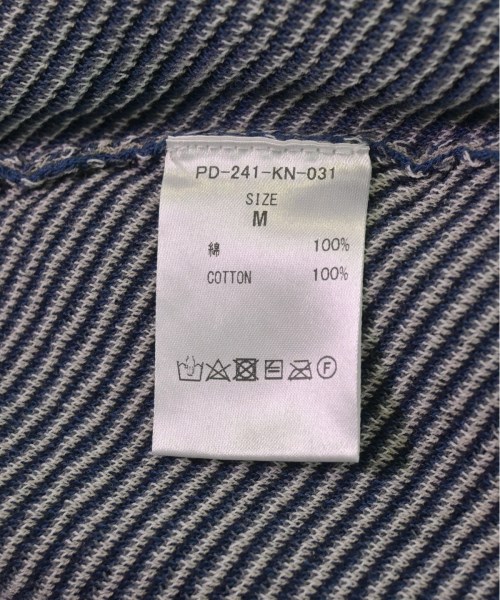 PD-241-KN-031
SIZE
M
綿 100%
COTTON 100%
F